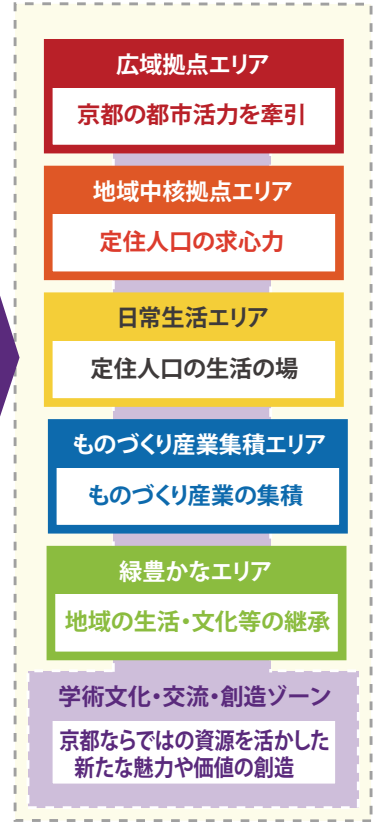 広域拠点エリア
京都の都市活力を牽引
地域中核拠点エリア
定住人口の求心力
日常生活エリア
定住人口の生活の場
ものづくり産業集積エリア
ものづくり産業の集積
緑豊かなエリア
地域の生活・文化等の継承
学術文化・交流・創造ゾーン
京都ならではの資源を活かした
新たな魅力や価値の創造